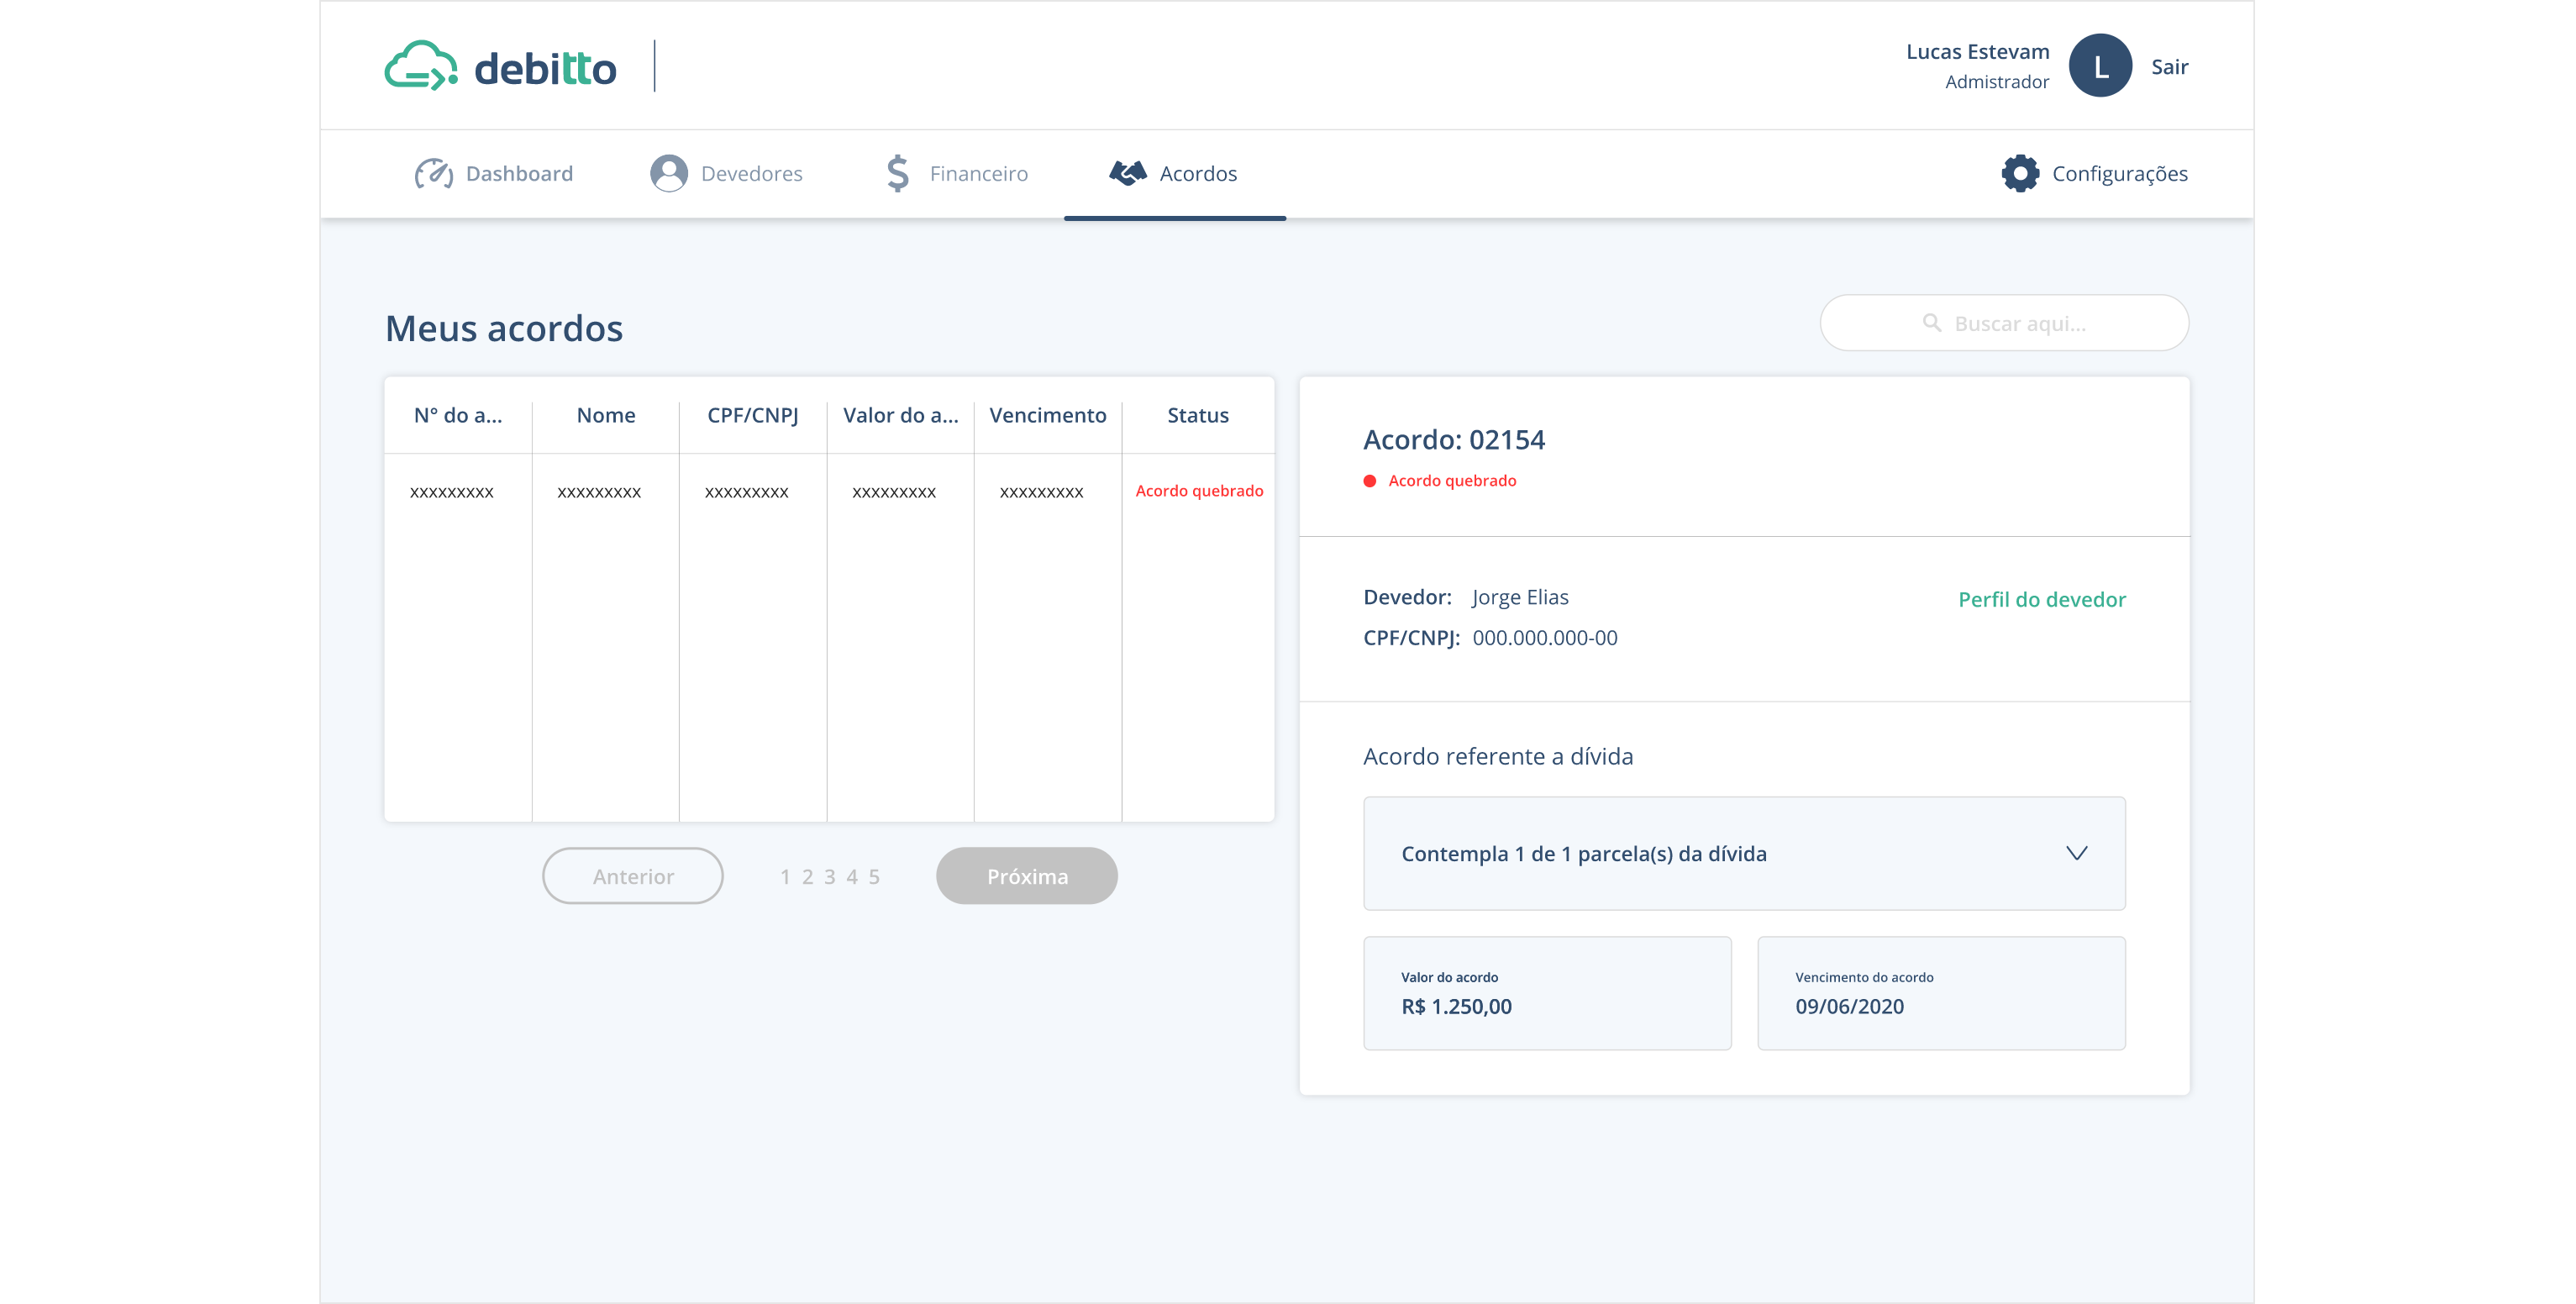 debitto
Lucas Estevam
Admistrador
L
Sair
Dashboard
Devedores
Financeiro
Acordos
Configurações
Meus acordos
Buscar aqui...
N° do a... Nome CPF/CNPJ Valor do a... Vencimento Status
xxxxxxxxx xxxxxxxxx xxxxxxxxx xxxxxxxxx xxxxxxxxx Acordo quebrado
Anterior 1 2 3 4 5 Próxima
Acordo: 02154
Acordo quebrado
Devedor: Jorge Elias
Perfil do devedor
CPF/CNPJ: 000.000.000-00
Acordo referente a dívida
Contempla 1 de 1 parcela(s) da dívida
Valor do acordo
R$ 1.250,00
Vencimento do acordo
09/06/2020